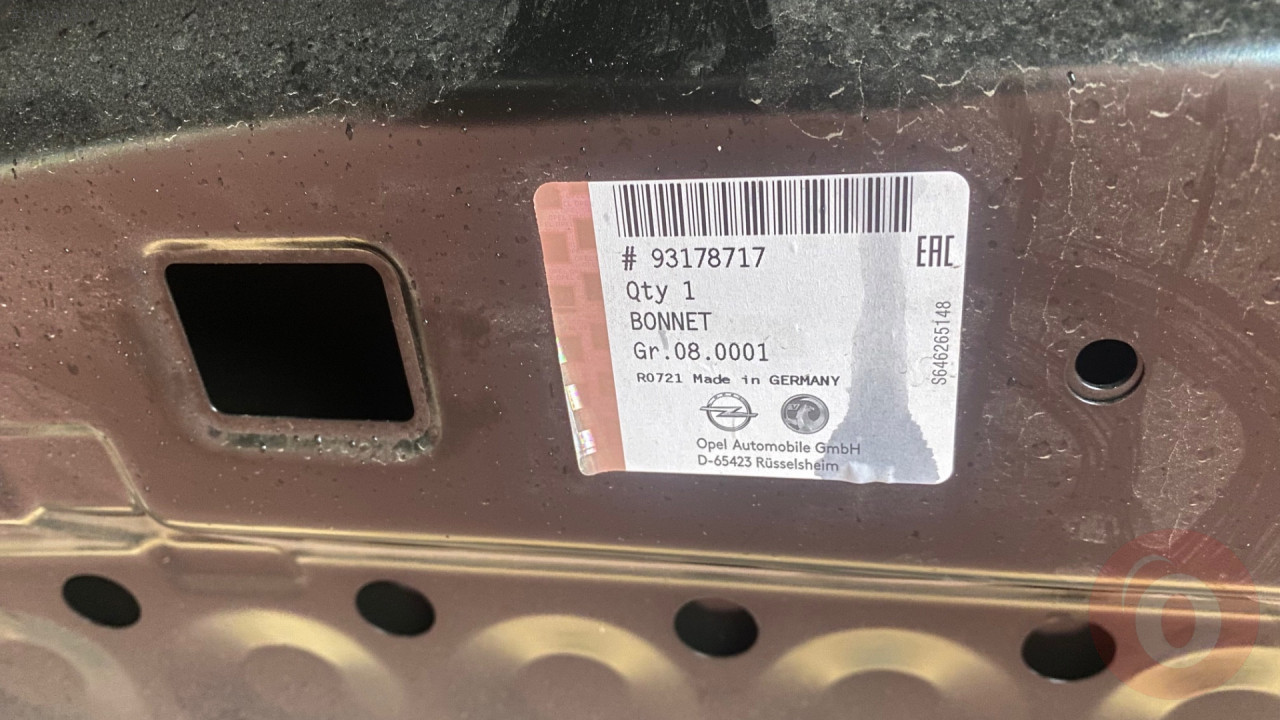 # 93178717
EAC
Qty 1
BONNET
Gr.08.0001
R0721 Made in GERMANY
Opel Automobile GmbH
D-65423 Rüsselsheim
S646265148
O